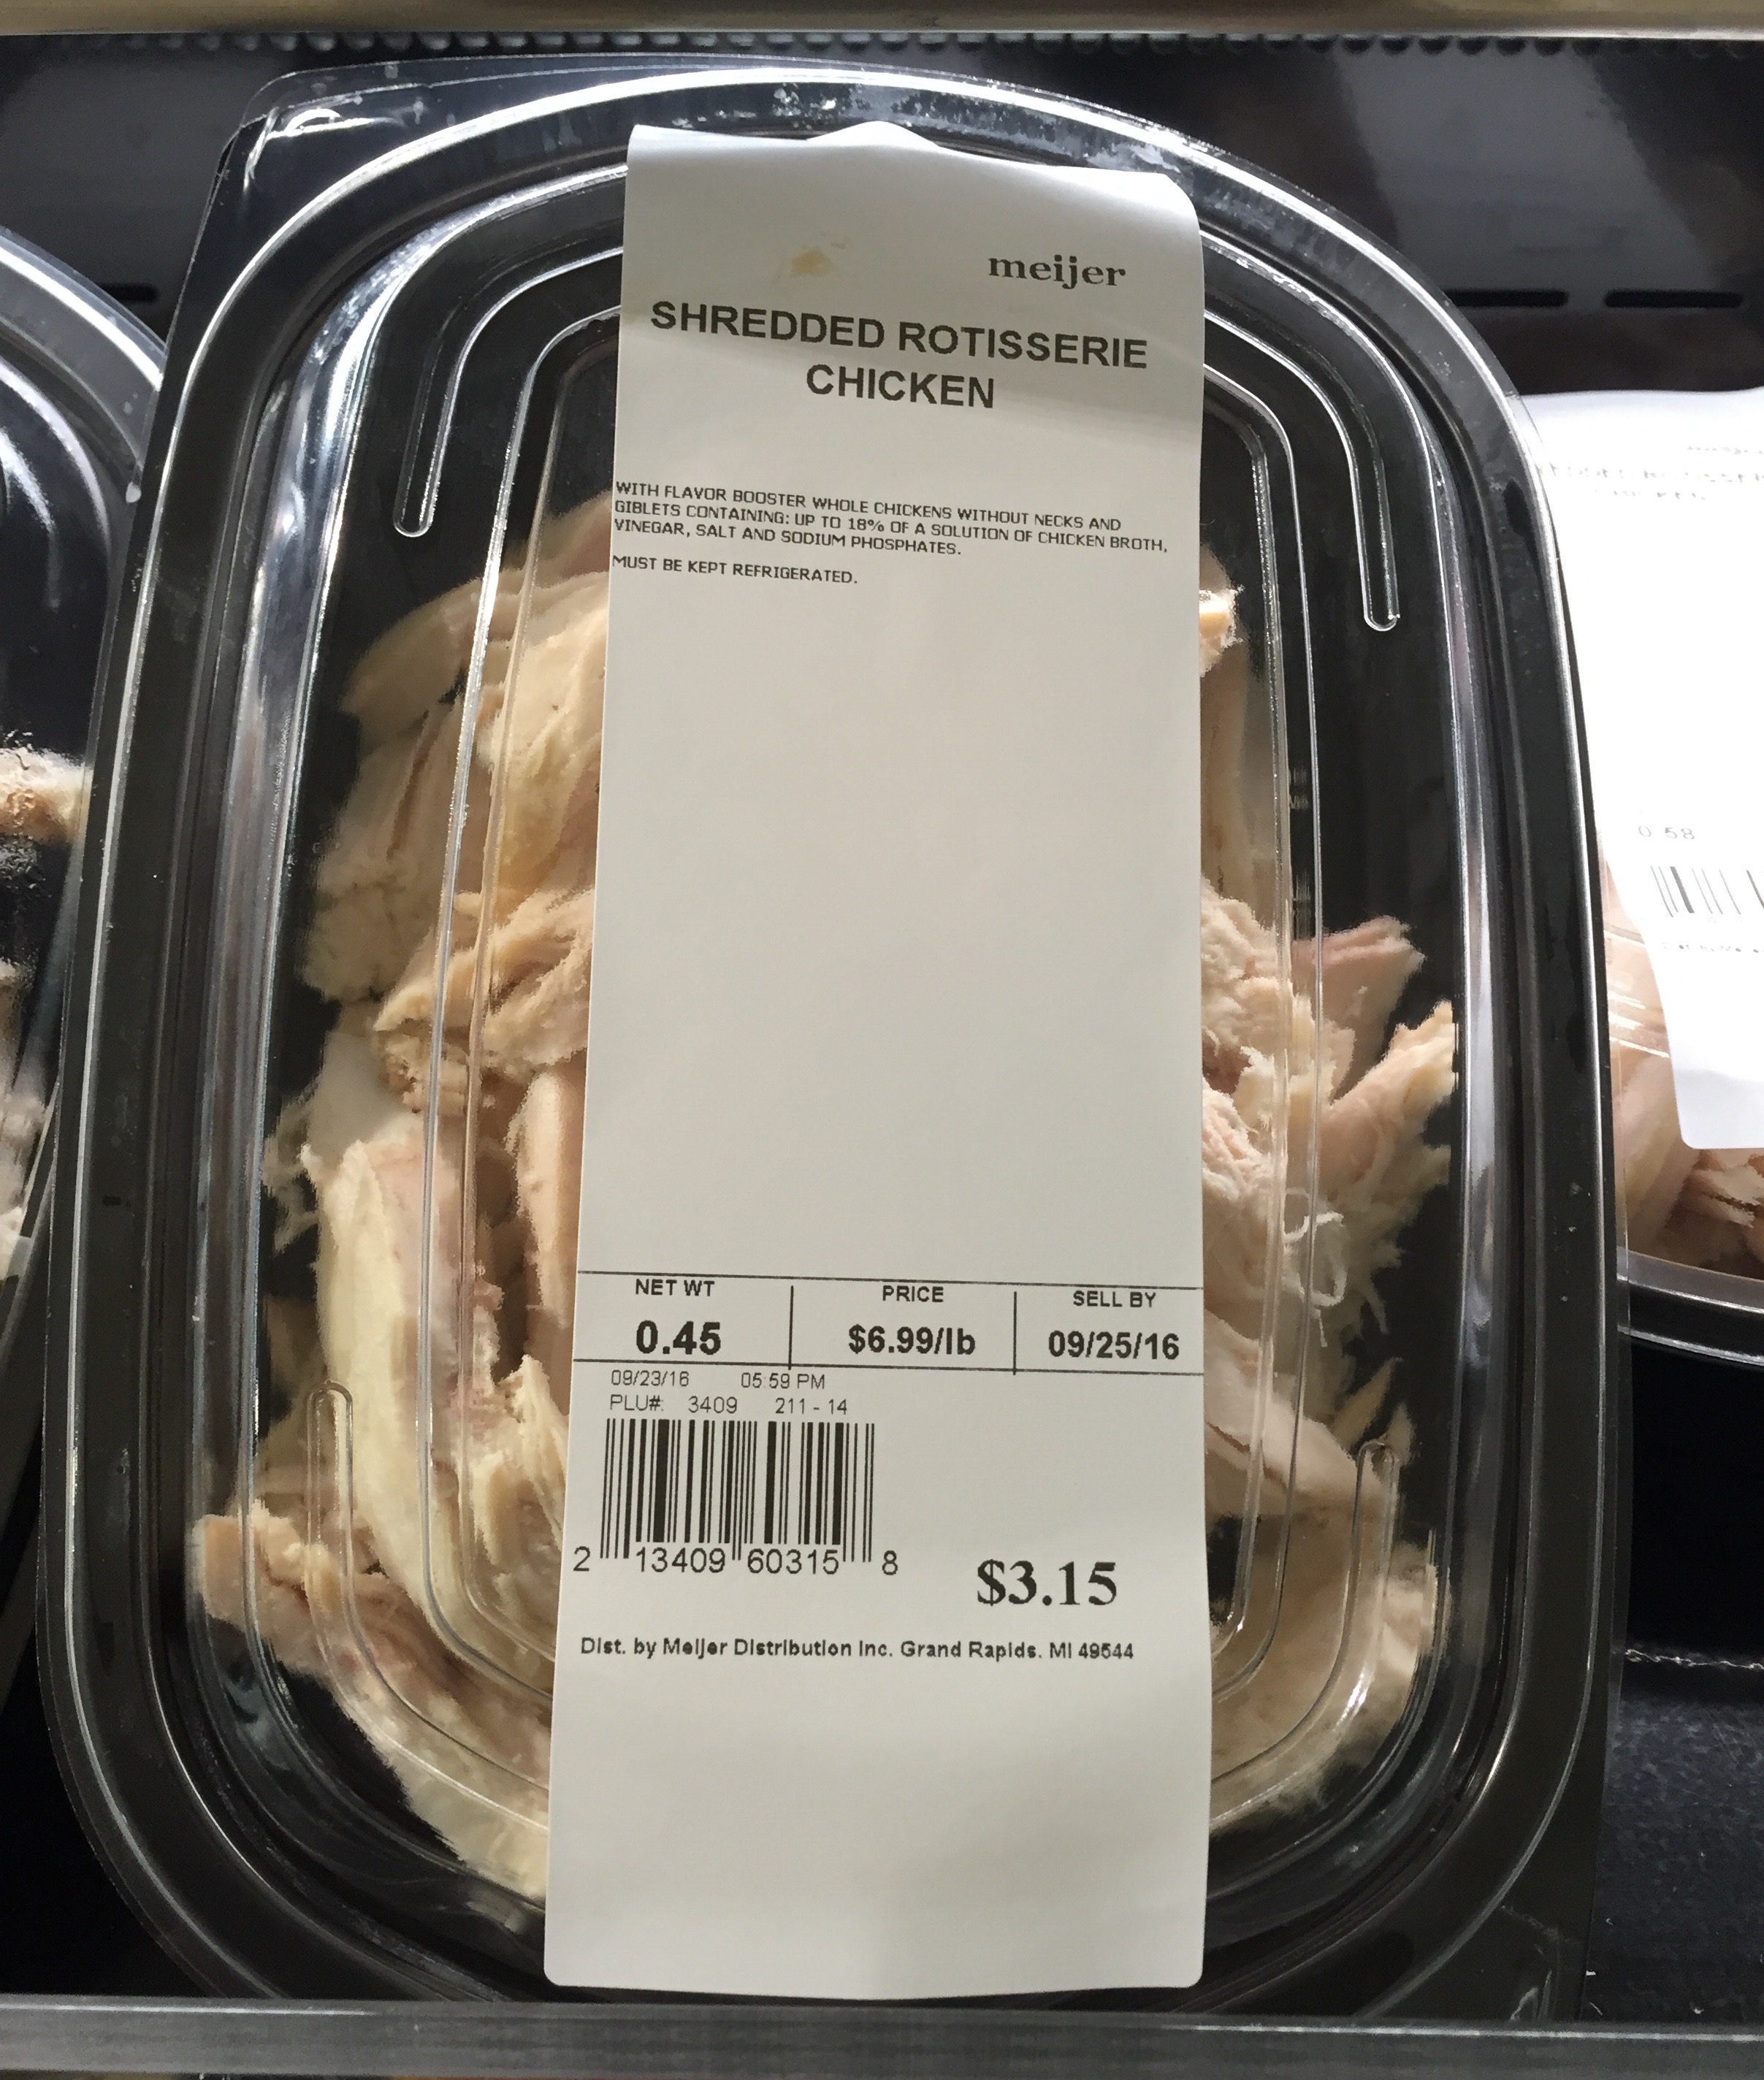 meijer
SHREDDED ROTISSERIE
CHICKEN
WITH FLAVOR BOOSTER WHOLE CHICKENS WITHOUT NECKS AND
GIBLETS CONTAINING: UP TO 18% OF A SOLUTION OF CHICKEN BROTH,
VINEGAR, SALT AND SODIUM PHOSPHATES.
MUST BE KEPT REFRIGERATED.
NET WT PRICE SELL BY
0.45 $6.99/lb 09/25/16
09/23/16 05:59 PM
PLU#: 3409 211-14
2 13409 60315 8
$3.15
Dist. by Meijer Distribution Inc. Grand Rapids. MI 49544
0.58